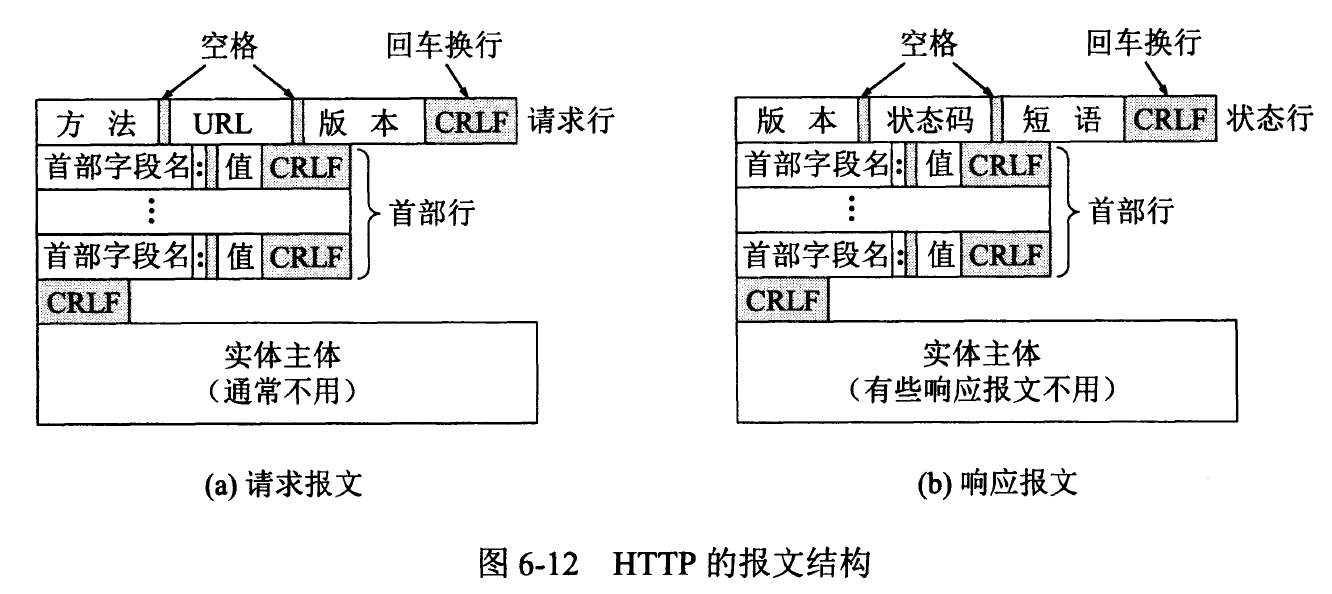 空格 回车换行
方法 URL 版本 CRLF 请求行
首部字段名: 值 CRLF
⋮
首部行
首部字段名: 值 CRLF
CRLF
实体主体
（通常不用）
(a) 请求报文
空格 回车换行
版本 状态码 短语 CRLF 状态行
首部字段名: 值 CRLF
⋮
首部行
首部字段名: 值 CRLF
CRLF
实体主体
（有些响应报文不用）
(b) 响应报文
图 6-12 HTTP 的报文结构